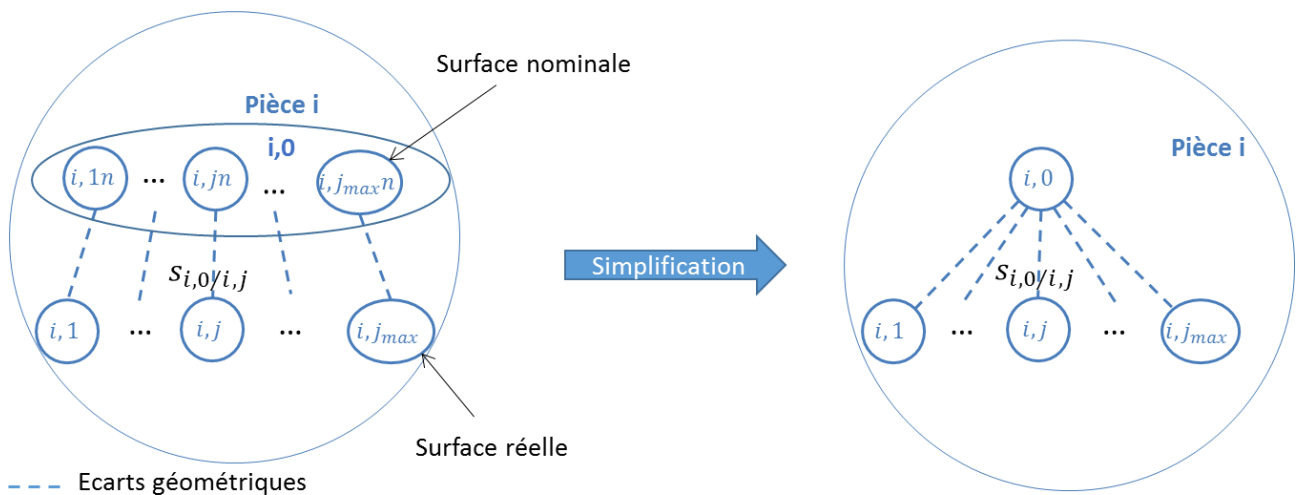 Surface nominale
Pièce i
i,0
i, 1n ... i, jn ... i, j_max n
s_i,0/i,j
i, 1 ... i, j ... i, j_max
Surface réelle
Ecarts géométriques
Simplification
Pièce i
i, 0
s_i,0/i,j
i, 1 ... i, j ... i, j_max